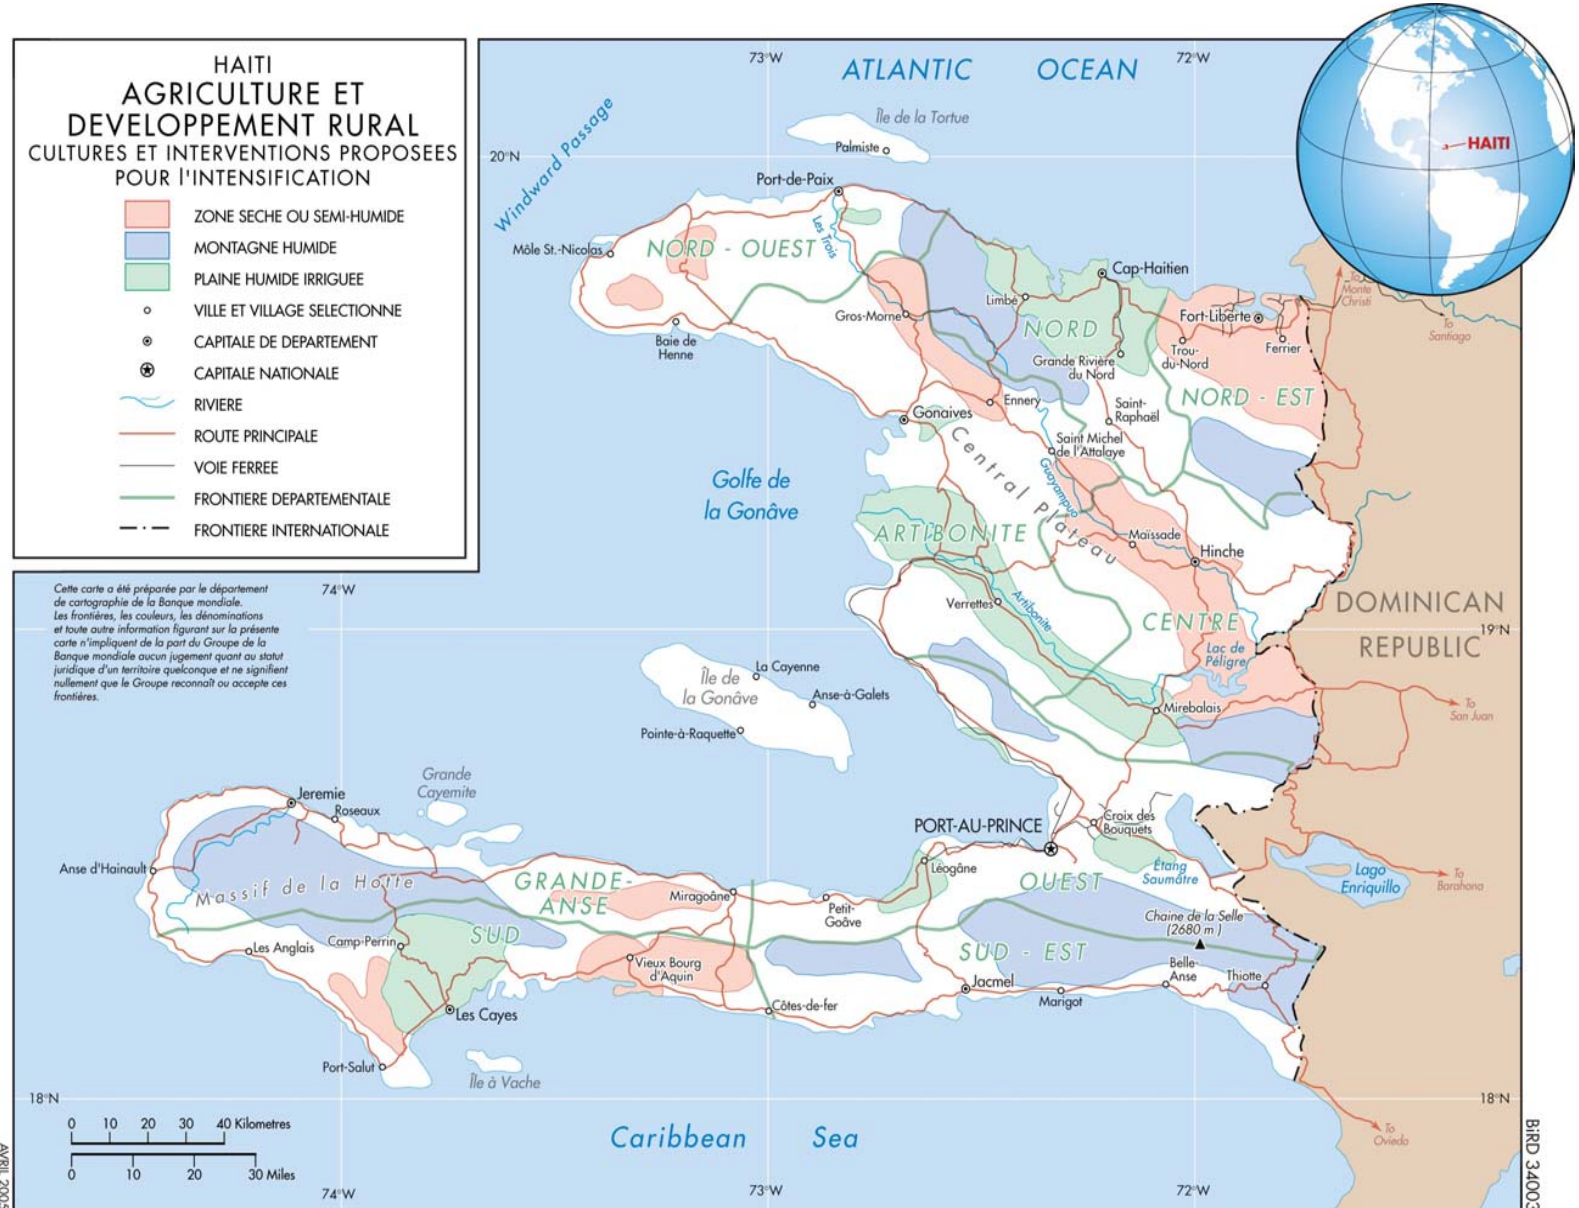 HAITI
AGRICULTURE ET
DEVELOPPEMENT RURAL
CULTURES ET INTERVENTIONS PROPOSEES
POUR l'INTENSIFICATION
ZONE SECHE OU SEMI-HUMIDE
MONTAGNE HUMIDE
PLAINE HUMIDE IRRIGUEE
VILLE ET VILLAGE SELECTIONNE
CAPITALE DE DEPARTEMENT
CAPITALE NATIONALE
RIVIERE
ROUTE PRINCIPALE
VOIE FERREE
FRONTIERE DEPARTEMENTALE
FRONTIERE INTERNATIONALE
Cette carte a été préparée par le département
de cartographie de la Banque mondiale.
Les frontières, les couleurs, les dénominations
et toute autre information figurant sur la présente
carte n'impliquent de la part du Groupe de la
Banque mondiale aucun jugement quant au statut
juridique d'un territoire quelconque et ne signifient
nullement que le Groupe reconnaît ou accepte ces
frontières.
73°W
72°W
ATLANTIC OCEAN
HAITI
Windward Passage
20°N
Île de la Tortue
Palmiste
Port-de-Paix
Les Trois
Môle St.-Nicolas
NORD - OUEST
Cap-Haitien
To
Monte
Christi
To
Santiago
Limbé
Gros-Morne
NORD
Fort-Liberte
Baie de
Henne
Grande Rivière
du Nord
Trou-
du-Nord
Ferrier
NORD - EST
Ennery
Saint-
Raphaël
Gonaives
Saint Michel
de l'Attalaye
Central Plateau
Guayampuo
Golfe de
la Gonâve
ARTIBONITE
Maïssade
Hinche
74°W
Verrettes
Artibonite
CENTRE
DOMINICAN
REPUBLIC
19°N
Lac de
Péligre
La Cayenne
Île de
la Gonâve
Anse-à-Galets
Pointe-à-Raquette
Mirebalais
To
San Juan
Grande
Cayemite
Jeremie
Roseaux
PORT-AU-PRINCE
Croix des
Bouquets
Anse d'Hainault
Massif de la Hotte
GRANDE-
ANSE
Miragoâne
Léogâne
OUEST
Étang
Saumâtre
Lago
Enriquillo
To
Barahona
Petit-
Goâve
Chaine de la Selle
(2680 m )
Les Anglais
Camp-Perrin
SUD
SUD - EST
Vieux Bourg
d'Aquin
Jacmel
Belle-
Anse
Thiotte
Marigot
Côtes-de-fer
Les Cayes
Port-Salut
Île à Vache
18°N
18°N
0 10 20 30 40 Kilometres
0 10 20 30 Miles
Caribbean Sea
To
Oviedo
74°W
73°W
72°W
AVRIL 2005
BiRD 34003